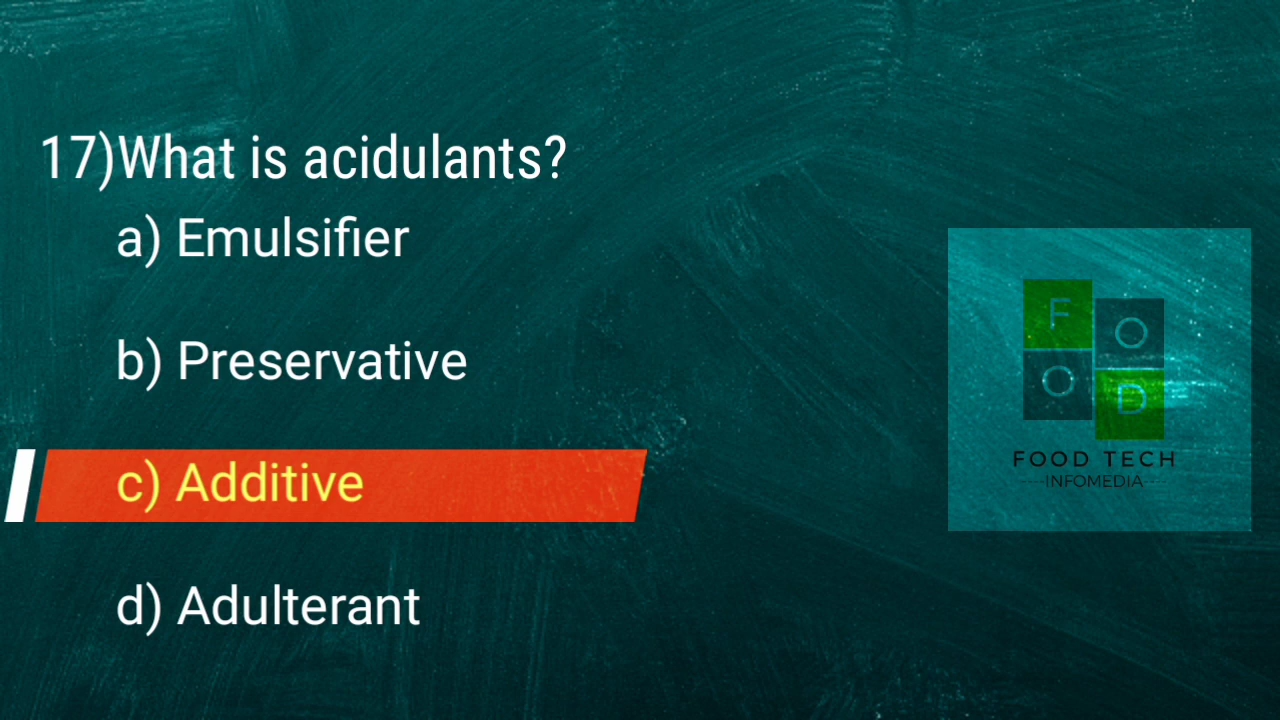 17)What is acidulants?
a) Emulsifier
b) Preservative
c) Additive
d) Adulterant
F O
O D
FOOD TECH
----INFOMEDIA----